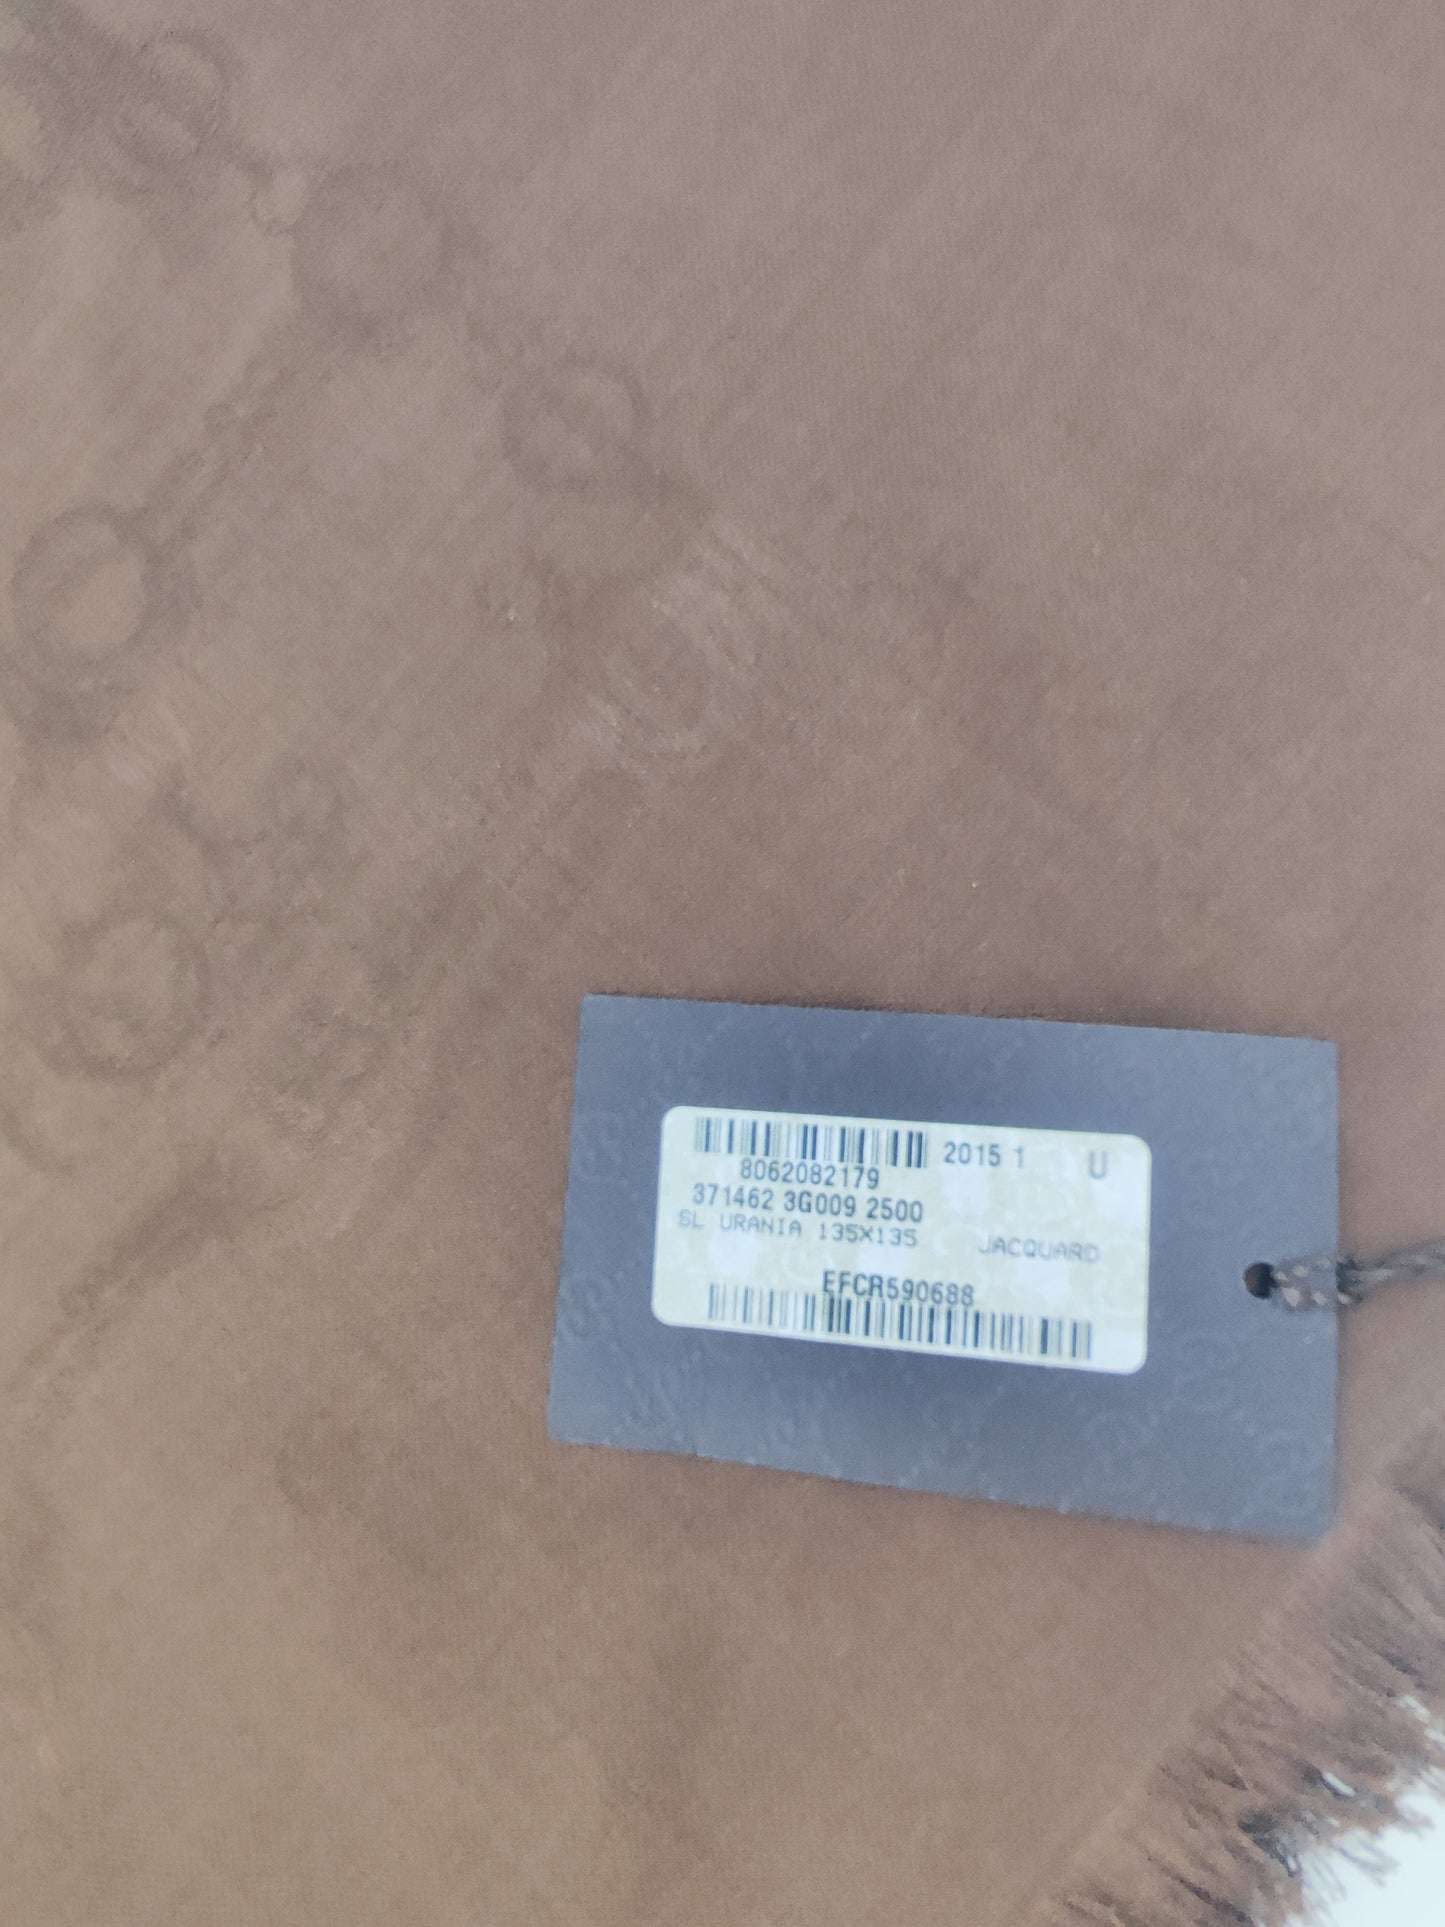 2015 1 U
8062082179
371462 3G009 2500
SL URANIA 135X135 JACQUARD
EFCR590688